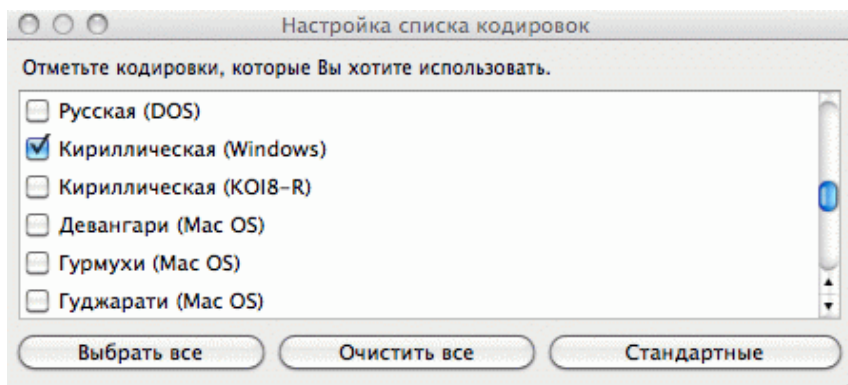 Настройка списка кодировок
Отметьте кодировки, которые Вы хотите использовать.
Русская (DOS)
Кириллическая (Windows)
Кириллическая (KOI8-R)
Девангари (Mac OS)
Гурмухи (Mac OS)
Гуджарати (Mac OS)
Выбрать все Очистить все Стандартные